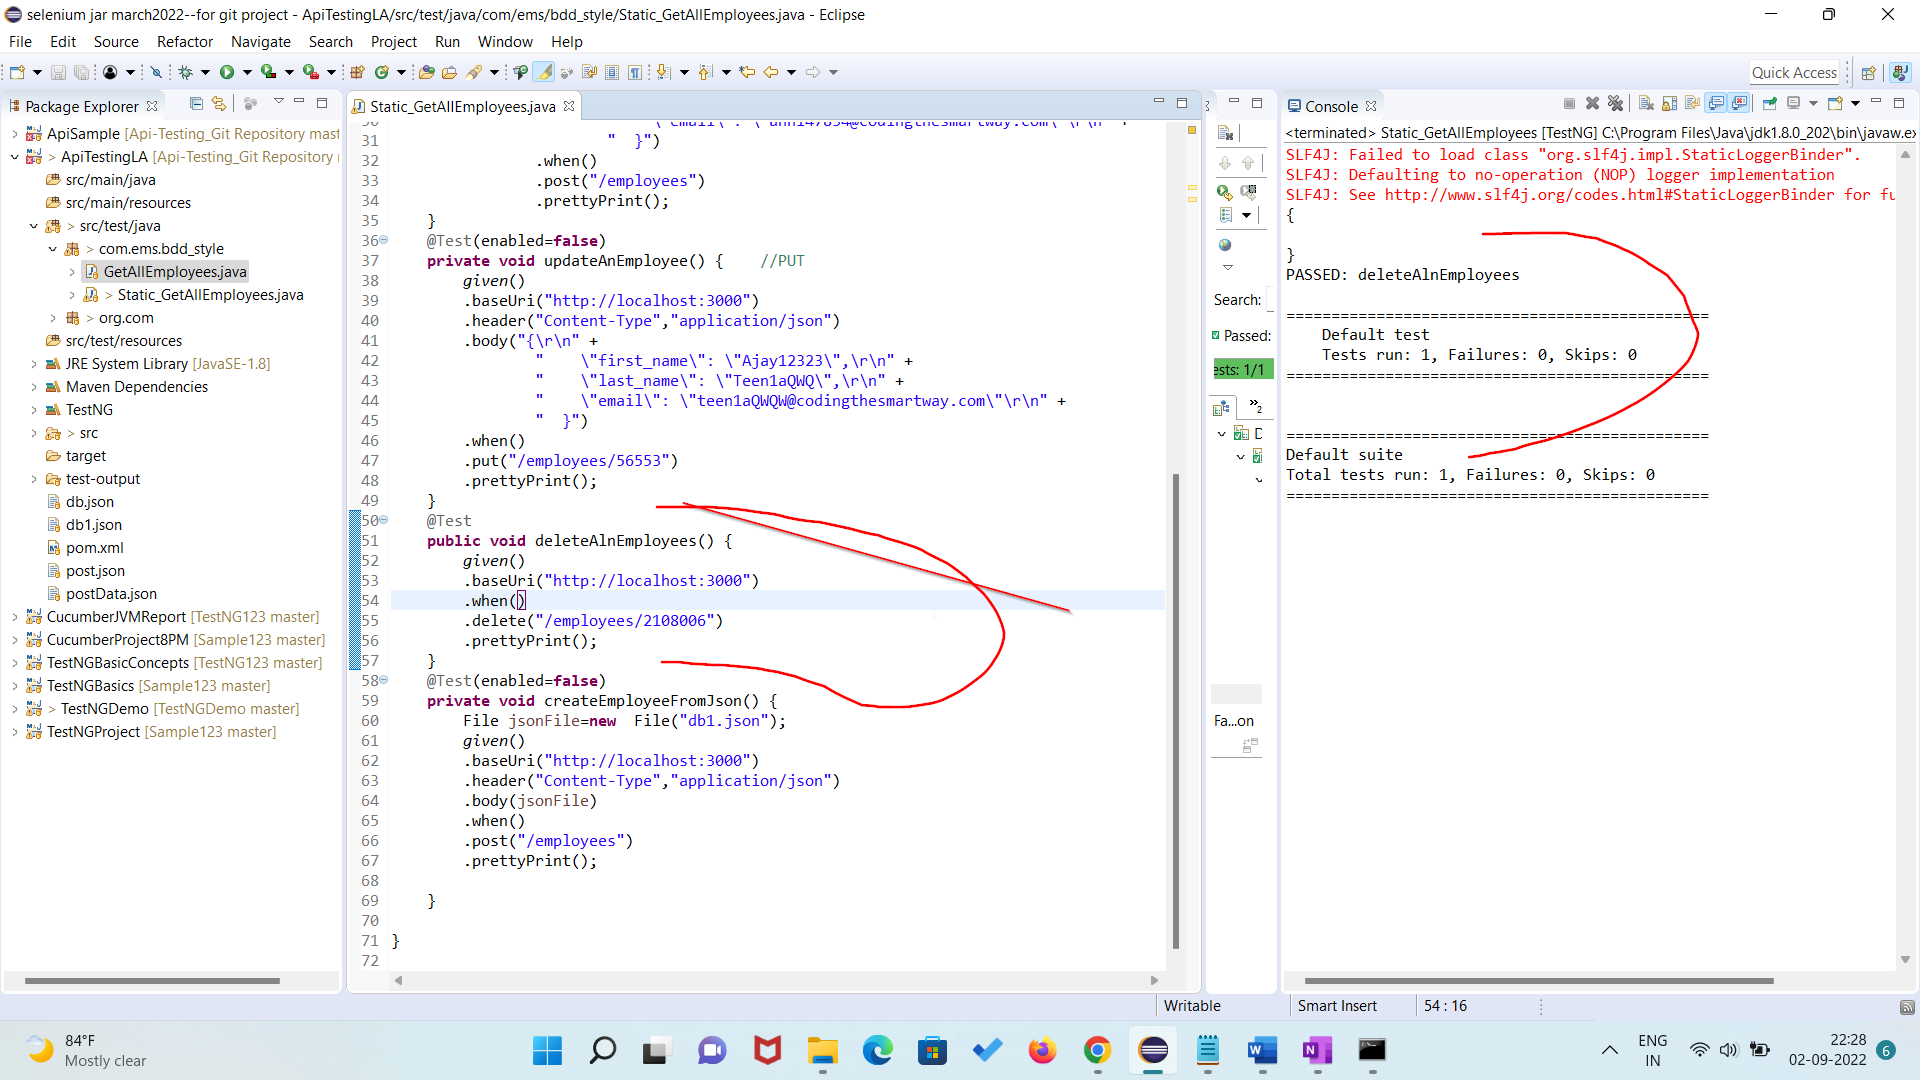 selenium jar march2022--for git project - ApiTestingLA/src/test/java/com/ems/bdd_style/Static_GetAllEmployees.java - Eclipse
File Edit Source Refactor Navigate Search Project Run Window Help
Quick Access
Package Explorer
ApiSample [Api-Testing_Git Repository mast
> ApiTestingLA [Api-Testing_Git Repository
src/main/java
src/main/resources
> src/test/java
> com.ems.bdd_style
GetAllEmployees.java
> Static_GetAllEmployees.java
> org.com
src/test/resources
JRE System Library [JavaSE-1.8]
Maven Dependencies
TestNG
> src
target
test-output
db.json
db1.json
pom.xml
post.json
postData.json
CucumberJVMReport [TestNG123 master]
CucumberProject8PM [Sample123 master]
TestNGBasicConcepts [TestNG123 master]
TestNGBasics [Sample123 master]
> TestNGDemo [TestNGDemo master]
TestNGProject [Sample123 master]
Static_GetAllEmployees.java
31 " }")
32 .when()
33 .post("/employees")
34 .prettyPrint();
35 }
36 @Test(enabled=false)
37 private void updateAnEmployee() { //PUT
38 given()
39 .baseUri("http://localhost:3000")
40 .header("Content-Type","application/json")
41 .body("{\r\n" +
42 " \"first_name\": \"Ajay12323\",\r\n" +
43 " \"last_name\": \"Teen1aQWQ\",\r\n" +
44 " \"email\": \"teen1aQWQW@codingthesmartway.com\"\r\n" +
45 " }")
46 .when()
47 .put("/employees/56553")
48 .prettyPrint();
49 }
50 @Test
51 public void deleteAlnEmployees() {
52 given()
53 .baseUri("http://localhost:3000")
54 .when()
55 .delete("/employees/2108006")
56 .prettyPrint();
57 }
58 @Test(enabled=false)
59 private void createEmployeeFromJson() {
60 File jsonFile=new File("db1.json");
61 given()
62 .baseUri("http://localhost:3000")
63 .header("Content-Type","application/json")
64 .body(jsonFile)
65 .when()
66 .post("/employees")
67 .prettyPrint();
68
69 }
70
71 }
72
Search:
Passed:
ests: 1/1
2
D
Fa...on
Console
<terminated> Static_GetAllEmployees [TestNG] C:\Program Files\Java\jdk1.8.0_202\bin\javaw.ex
SLF4J: Failed to load class "org.slf4j.impl.StaticLoggerBinder".
SLF4J: Defaulting to no-operation (NOP) logger implementation
SLF4J: See http://www.slf4j.org/codes.html#StaticLoggerBinder for fu
{
}
PASSED: deleteAlnEmployees
===============================================
Default test
Tests run: 1, Failures: 0, Skips: 0
===============================================
===============================================
Default suite
Total tests run: 1, Failures: 0, Skips: 0
===============================================
Writable Smart Insert 54 : 16
84°F
Mostly clear
ENG
IN
22:28
02-09-2022
6